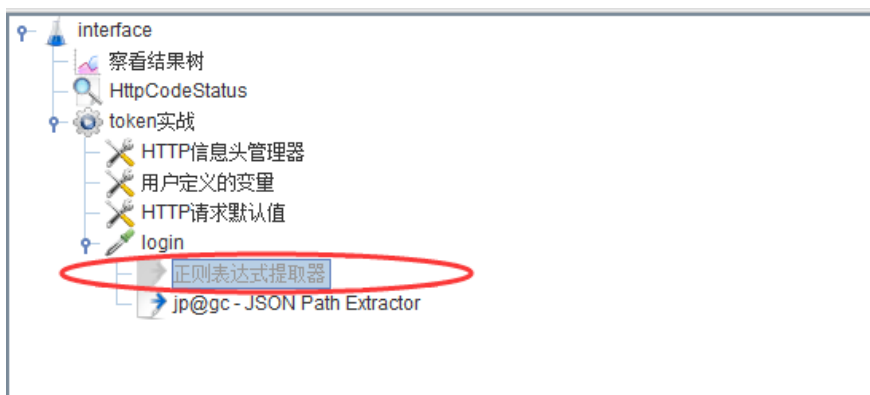 interface
察看结果树
HttpCodeStatus
token实战
HTTP信息头管理器
用户定义的变量
HTTP请求默认值
login
正则表达式提取器
jp@gc - JSON Path Extractor